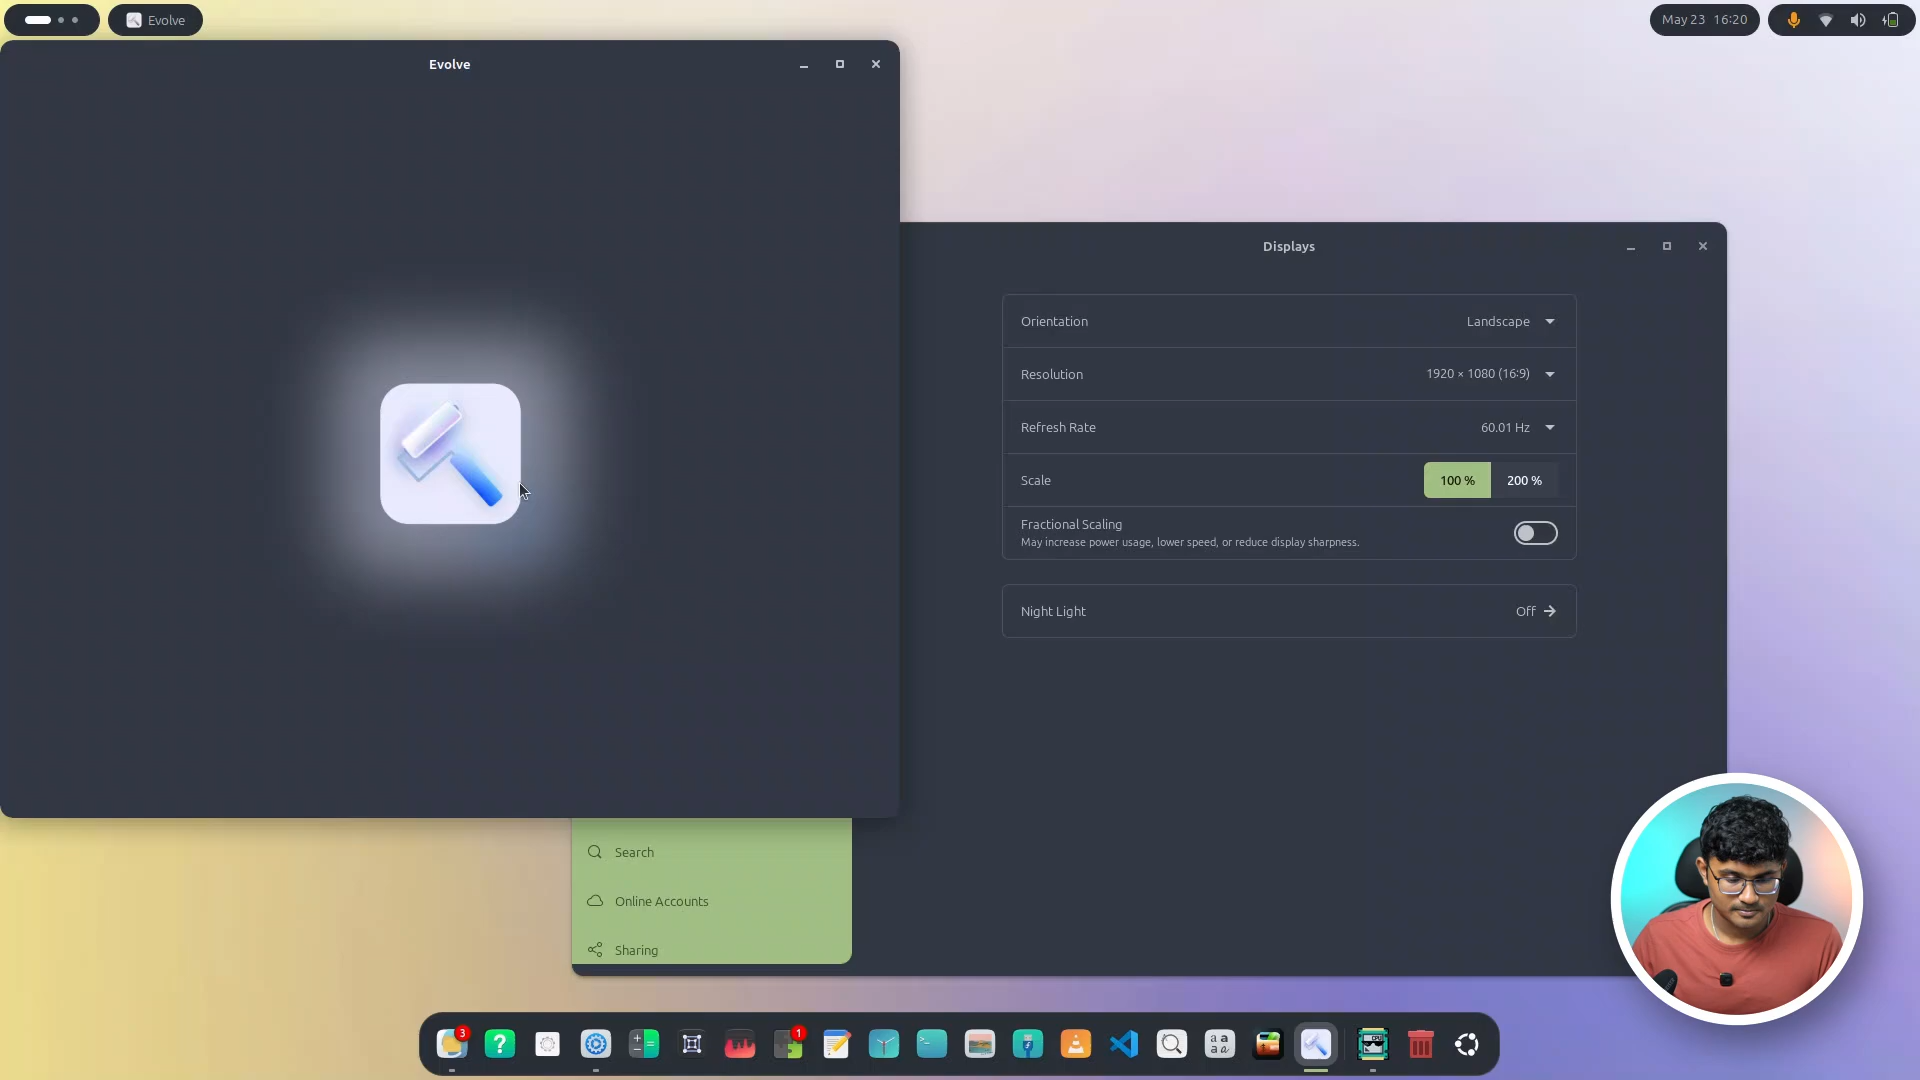 Evolve
May 23 16:20
Evolve
Displays
Orientation
Landscape
Resolution
1920 × 1080 (16:9)
Refresh Rate
60.01 Hz
Scale
100 %
200 %
Fractional Scaling
May increase power usage, lower speed, or reduce display sharpness.
Night Light
Off
Search
Online Accounts
Sharing
3
1
a a
a a